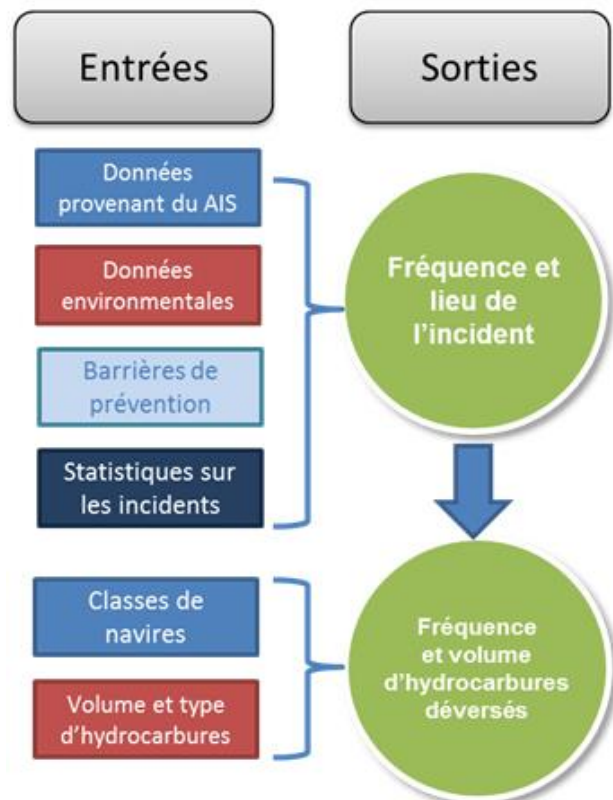 Entrées
Sorties
Données
provenant du AIS
Données
environmentales
Barrières de
prévention
Statistiques sur
les incidents
Fréquence et
lieu de
l'incident
Classes de
navires
Volume et type
d'hydrocarbures
Fréquence
et volume
d'hydrocarbures
déversés